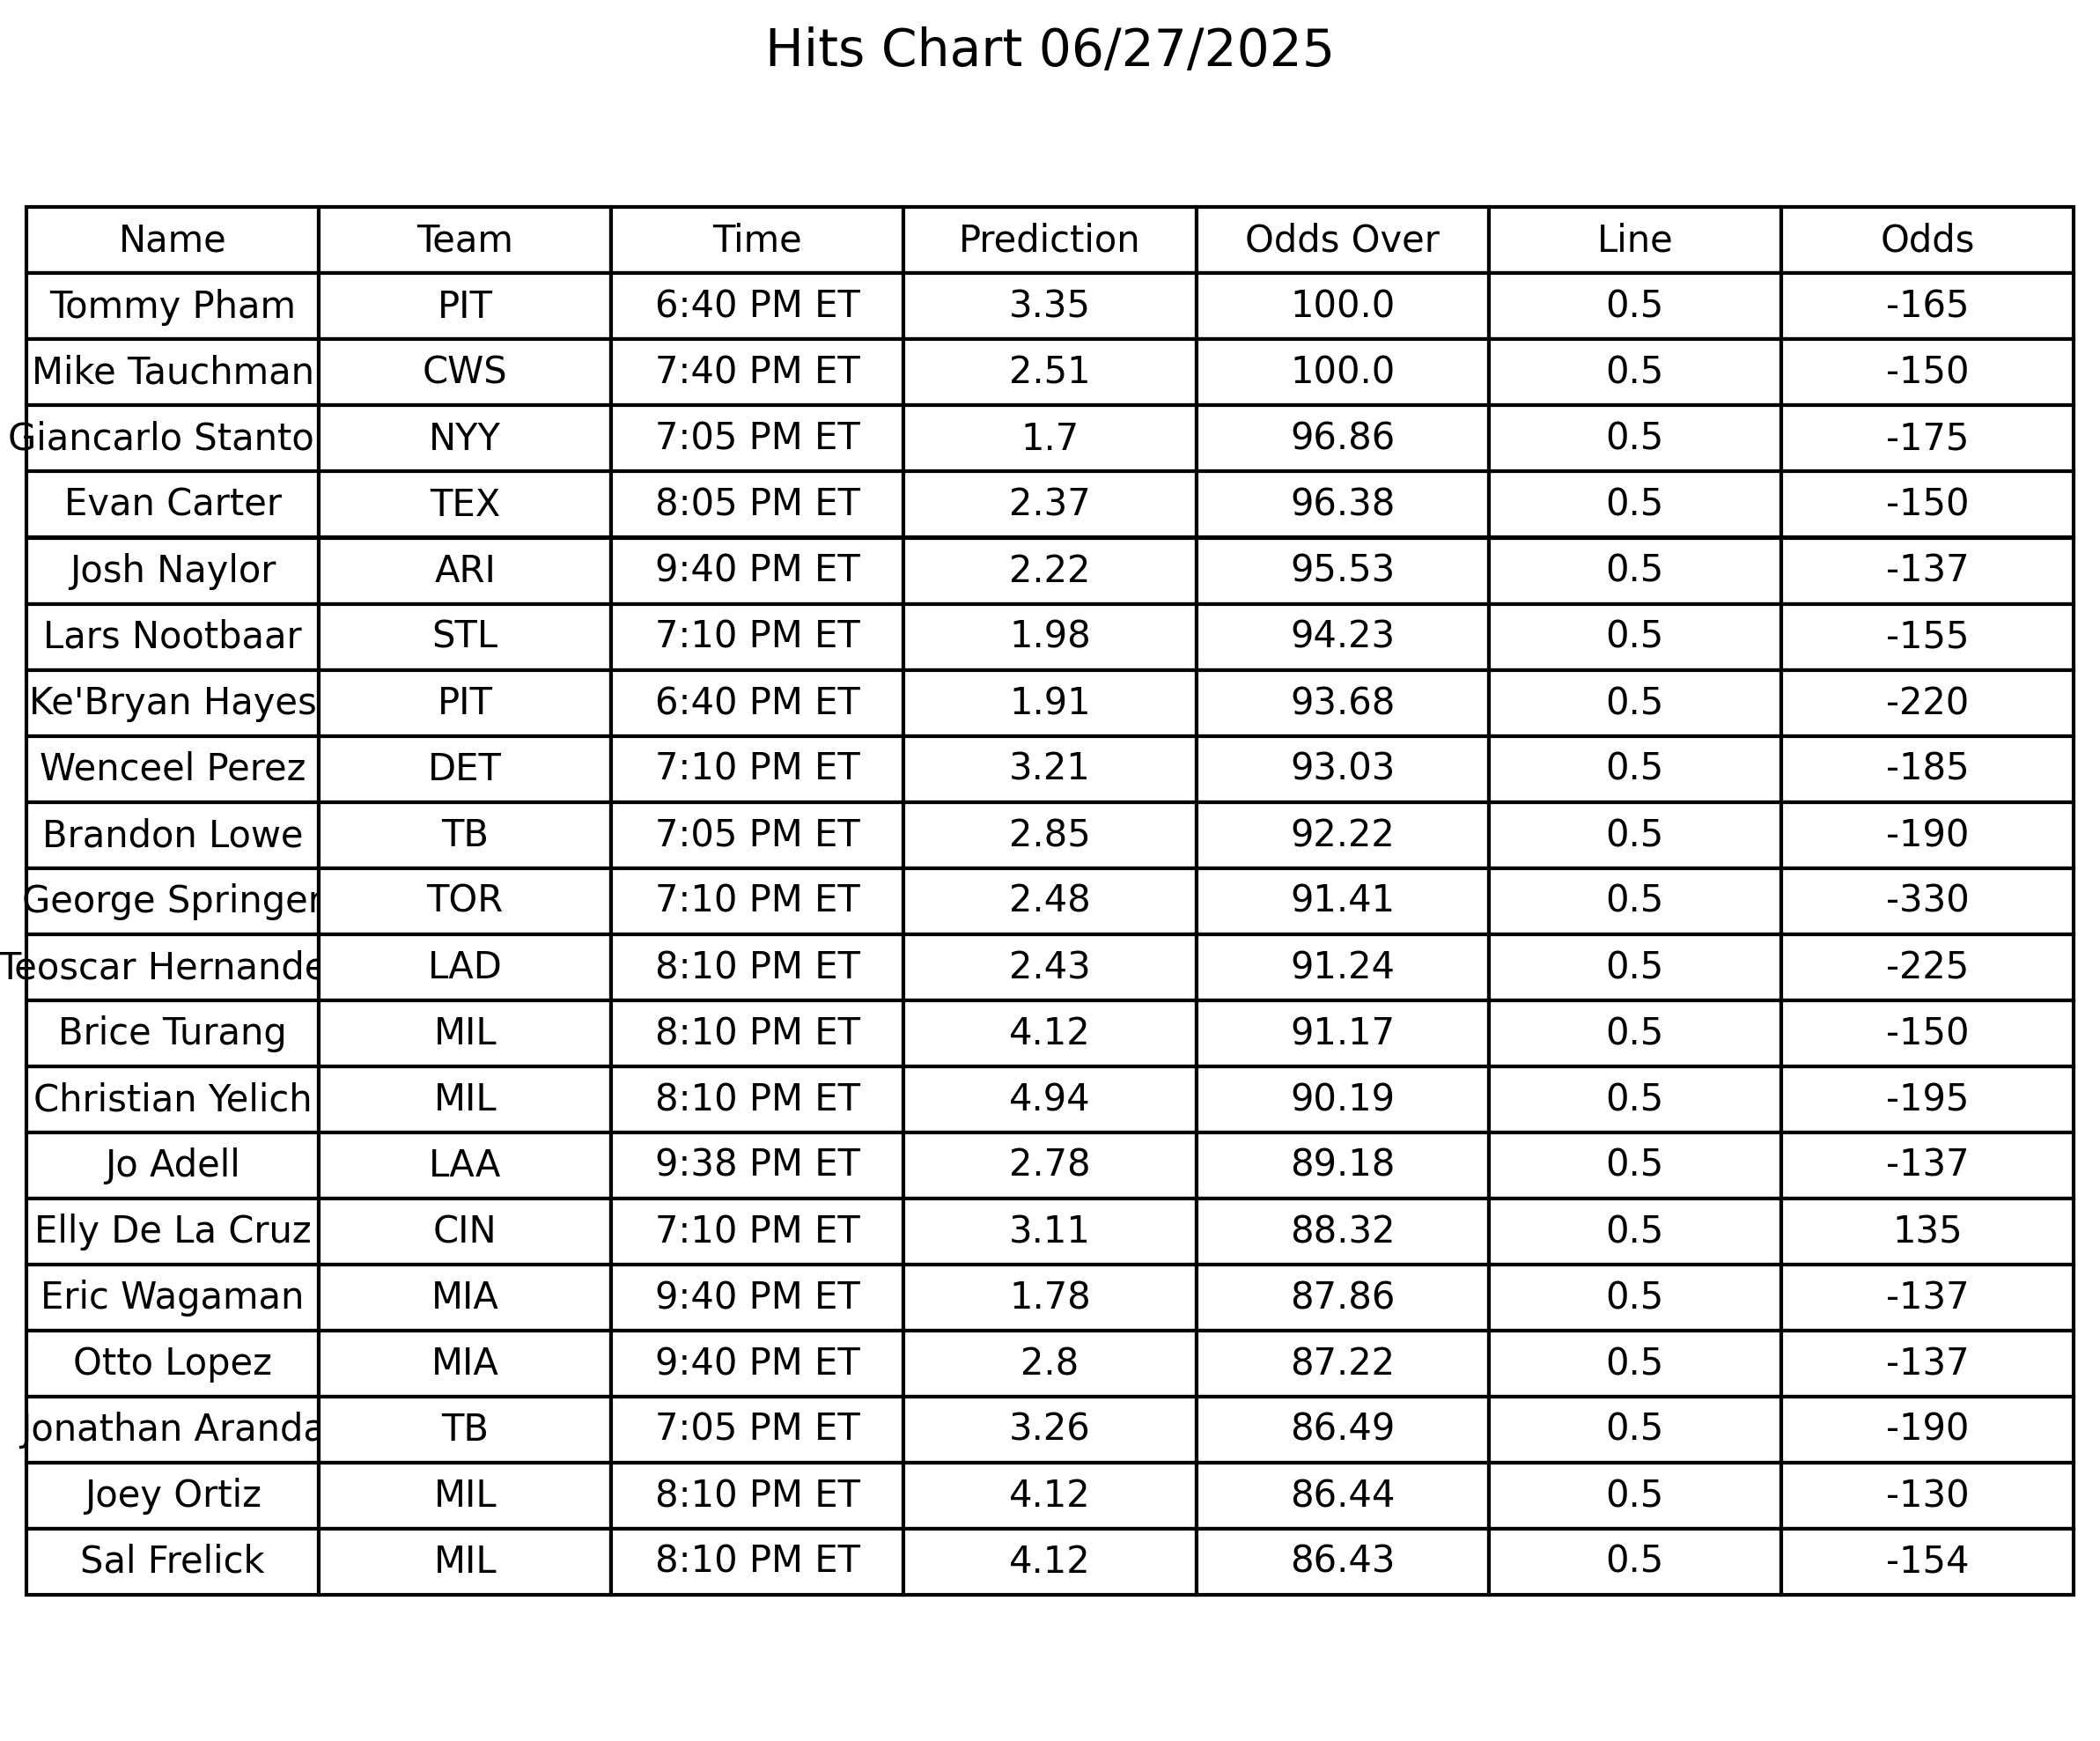 Hits Chart 06/27/2025
Name Team Time Prediction Odds Over Line Odds
Tommy Pham PIT 6:40 PM ET 3.35 100.0 0.5 -165
Mike Tauchman CWS 7:40 PM ET 2.51 100.0 0.5 -150
Giancarlo Stanto NYY 7:05 PM ET 1.7 96.86 0.5 -175
Evan Carter TEX 8:05 PM ET 2.37 96.38 0.5 -150
Josh Naylor ARI 9:40 PM ET 2.22 95.53 0.5 -137
Lars Nootbaar STL 7:10 PM ET 1.98 94.23 0.5 -155
Ke'Bryan Hayes PIT 6:40 PM ET 1.91 93.68 0.5 -220
Wenceel Perez DET 7:10 PM ET 3.21 93.03 0.5 -185
Brandon Lowe TB 7:05 PM ET 2.85 92.22 0.5 -190
George Springer TOR 7:10 PM ET 2.48 91.41 0.5 -330
Teoscar Hernande LAD 8:10 PM ET 2.43 91.24 0.5 -225
Brice Turang MIL 8:10 PM ET 4.12 91.17 0.5 -150
Christian Yelich MIL 8:10 PM ET 4.94 90.19 0.5 -195
Jo Adell LAA 9:38 PM ET 2.78 89.18 0.5 -137
Elly De La Cruz CIN 7:10 PM ET 3.11 88.32 0.5 135
Eric Wagaman MIA 9:40 PM ET 1.78 87.86 0.5 -137
Otto Lopez MIA 9:40 PM ET 2.8 87.22 0.5 -137
Jonathan Aranda TB 7:05 PM ET 3.26 86.49 0.5 -190
Joey Ortiz MIL 8:10 PM ET 4.12 86.44 0.5 -130
Sal Frelick MIL 8:10 PM ET 4.12 86.43 0.5 -154